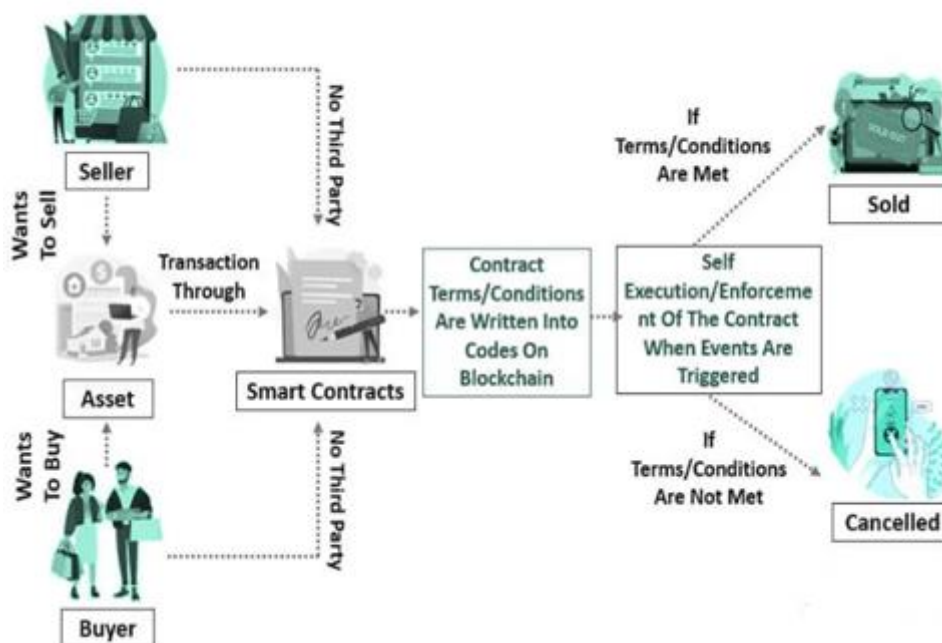 Seller
Wants
To Sell
Asset
Wants
To Buy
Buyer
Transaction
Through
No Third Party
Smart Contracts
No Third Party
Contract
Terms/Conditions
Are Written Into
Codes On
Blockchain
Self
Execution/Enforceme
nt Of The Contract
When Events Are
Triggered
If
Terms/Conditions
Are Met
SOLD OUT
Sold
If
Terms/Conditions
Are Not Met
Cancelled